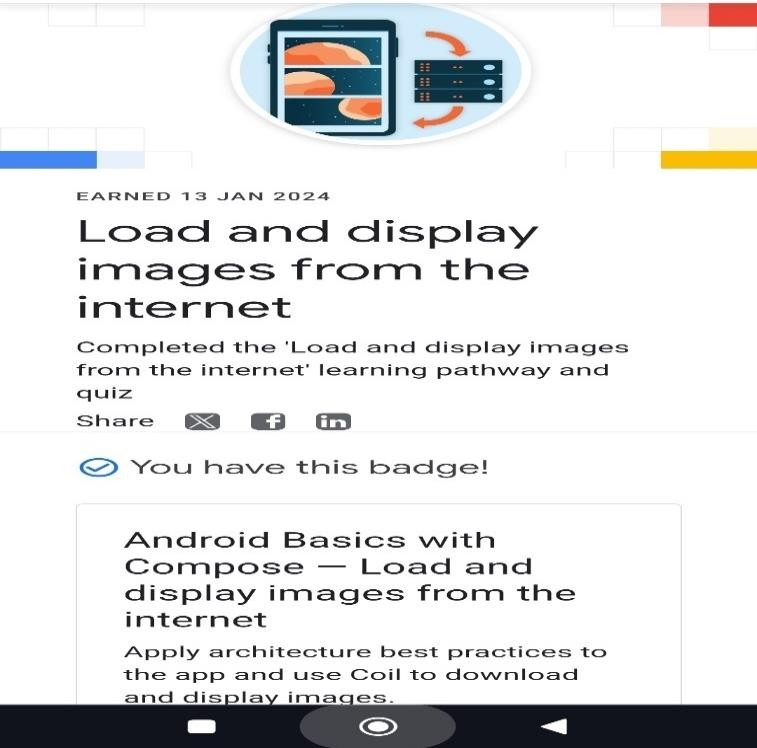 EARNED 13 JAN 2024
Load and display
images from the
internet
Completed the 'Load and display images
from the internet' learning pathway and
quiz
Share X f in
You have this badge!
Android Basics with
Compose — Load and
display images from the
internet
Apply architecture best practices to
the app and use Coil to download
and display images.